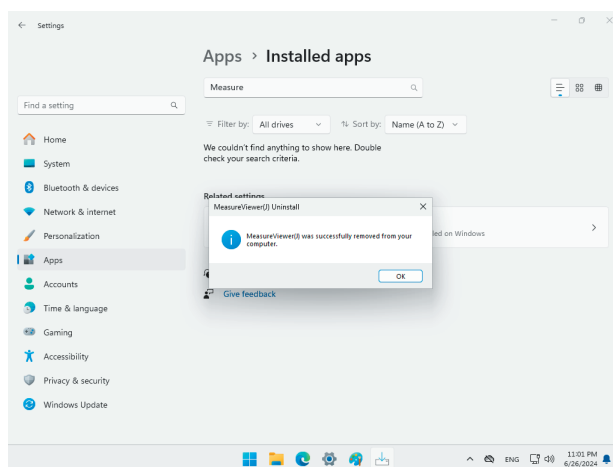 Settings
Apps > Installed apps
Measure
Find a setting
Filter by: All drives
Sort by: Name (A to Z)
Home
We couldn't find anything to show here. Double
check your search criteria.
System
Bluetooth & devices
Related settings
MeasureViewer(J) Uninstall
Network & internet
MeasureViewer(J) was successfully removed from your
computer.
Personalization
led on Windows
Apps
OK
Accounts
Give feedback
Time & language
Gaming
Accessibility
Privacy & security
Windows Update
ENG
11:01 PM
6/26/2024